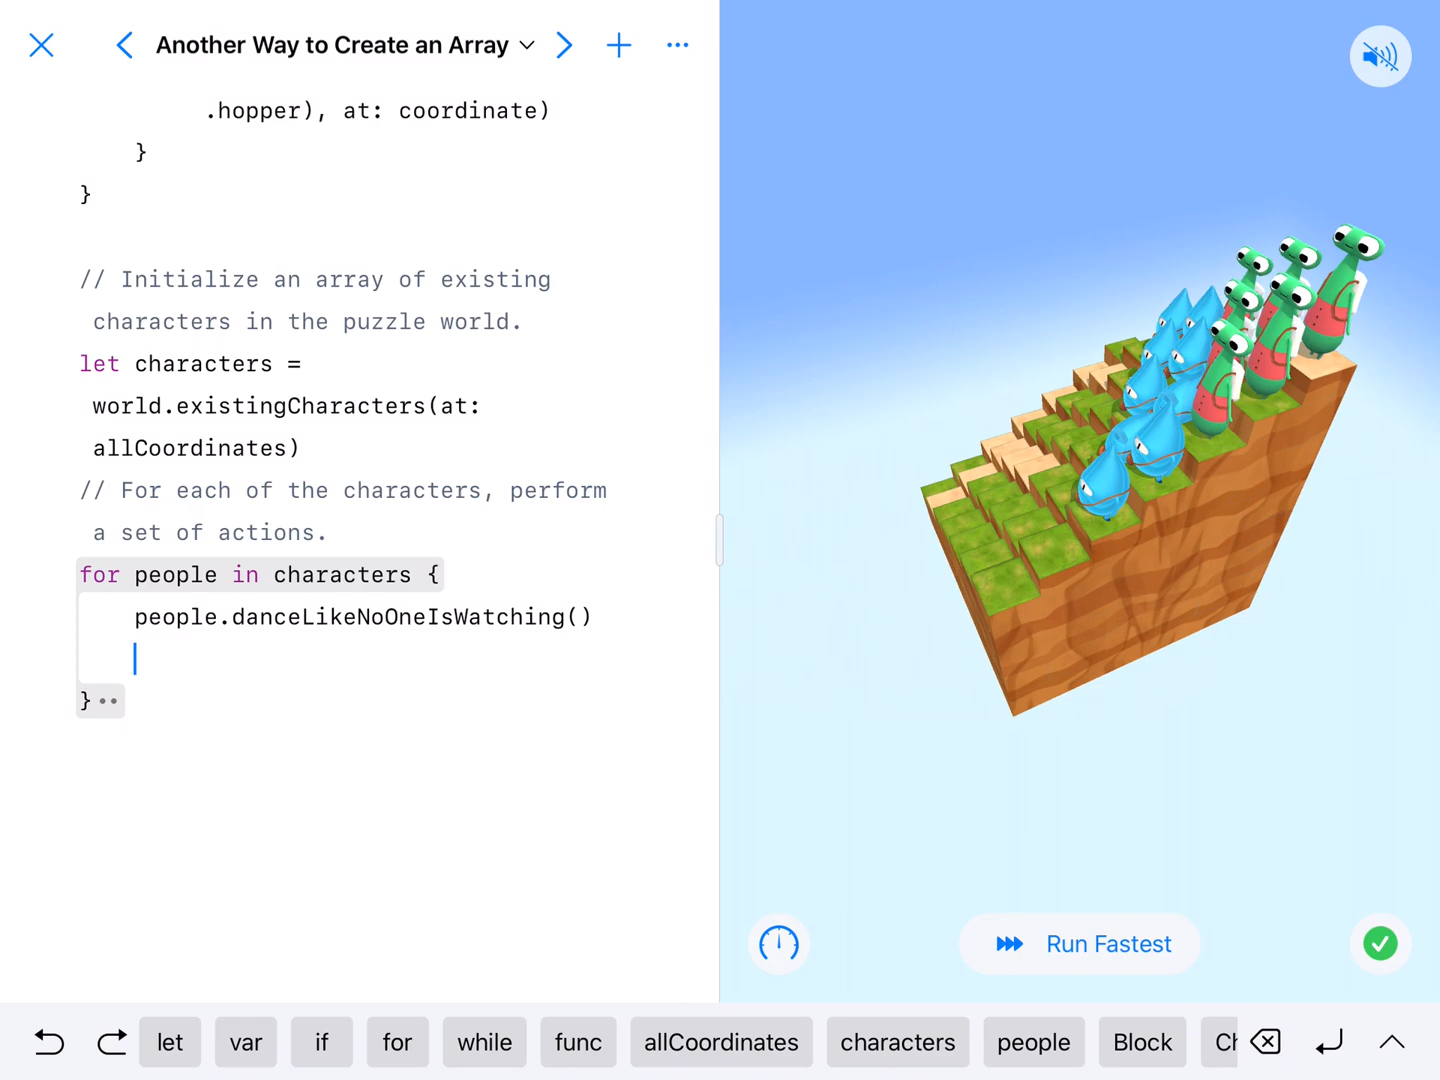 Another Way to Create an Array
.hopper), at: coordinate)
}
}
// Initialize an array of existing
characters in the puzzle world.
let characters =
world.existingCharacters(at:
allCoordinates)
// For each of the characters, perform
a set of actions.
for people in characters {
people.danceLikeNoOneIsWatching()
}
Run Fastest
let var if for while func allCoordinates characters people Block